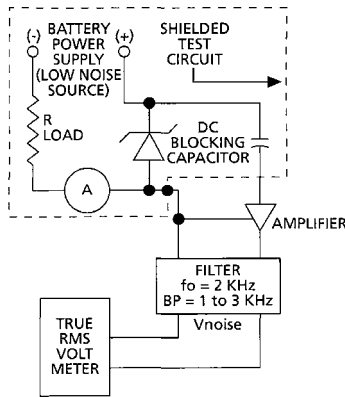 (-) BATTERY (+)
POWER
SUPPLY
(LOW NOISE
SOURCE)
SHIELDED
TEST
CIRCUIT
R
LOAD
DC
BLOCKING
CAPACITOR
A
AMPLIFIER
FILTER
fo = 2 KHz
BP = 1 to 3 KHz
Vnoise
TRUE
RMS
VOLT
METER